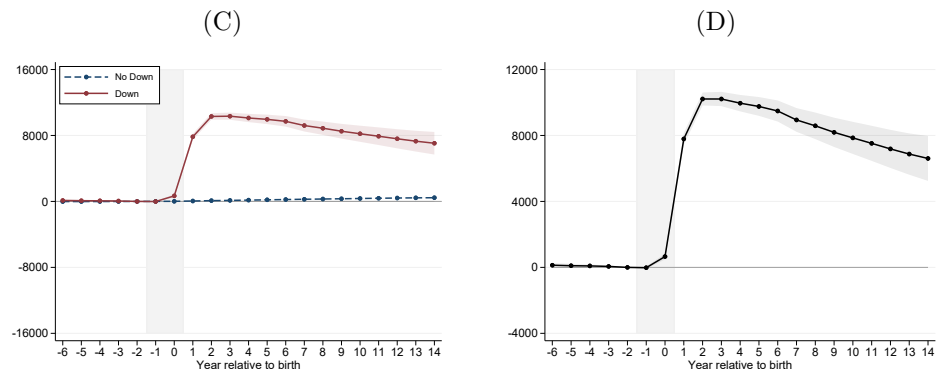 (C)
16000
8000
0
-8000
-16000
No Down
Down
-6 -5 -4 -3 -2 -1 0 1 2 3 4 5 6 7 8 9 10 11 12 13 14
Year relative to birth
(D)
12000
8000
4000
0
-4000
-6 -5 -4 -3 -2 -1 0 1 2 3 4 5 6 7 8 9 10 11 12 13 14
Year relative to birth